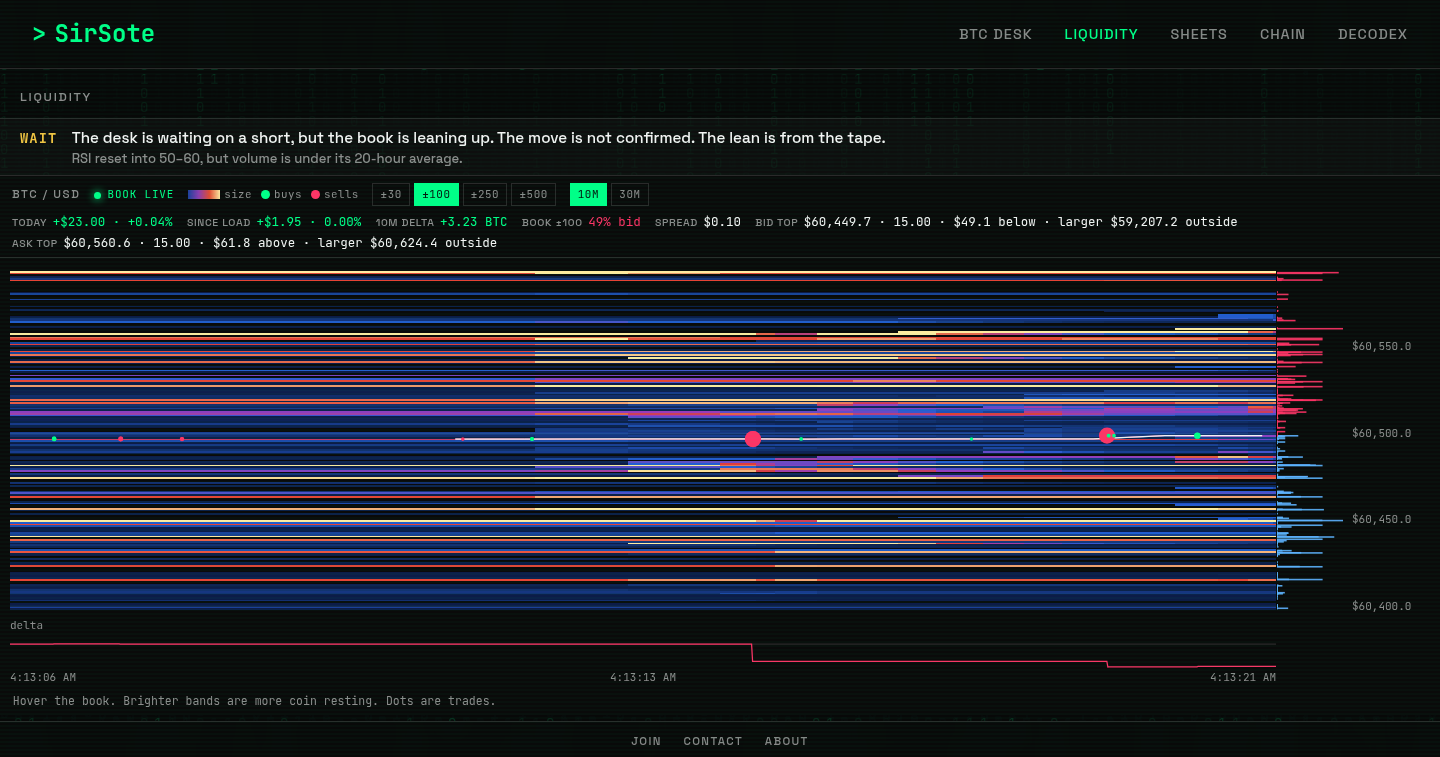 > SirSote
BTC DESK LIQUIDITY SHEETS CHAIN DECODEX
LIQUIDITY
WAIT The desk is waiting on a short, but the book is leaning up. The move is not confirmed. The lean is from the tape.
RSI reset into 50–60, but volume is under its 20-hour average.
BTC / USD BOOK LIVE size buys sells ±30 ±100 ±250 ±500 10M 30M
TODAY +$23.00 · +0.04% SINCE LOAD +$1.95 · 0.00% 10M DELTA +3.23 BTC BOOK ±100 49% bid SPREAD $0.10 BID TOP $60,449.7 · 15.00 · $49.1 below · larger $59,207.2 outside
ASK TOP $60,560.6 · 15.00 · $61.8 above · larger $60,624.4 outside
$60,550.0
$60,500.0
$60,450.0
$60,400.0
delta
4:13:06 AM 4:13:13 AM 4:13:21 AM
Hover the book. Brighter bands are more coin resting. Dots are trades.
JOIN CONTACT ABOUT